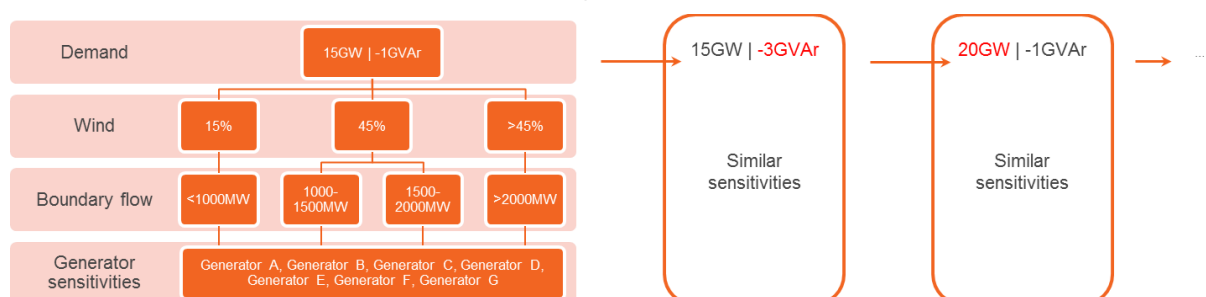 Demand
15GW | -1GVAr
Wind
15%
45%
>45%
Boundary flow
<1000MW
1000-
1500MW
1500-
2000MW
>2000MW
Generator
sensitivities
Generator A, Generator B, Generator C, Generator D,
Generator E, Generator F, Generator G
15GW | -3GVAr
Similar
sensitivities
20GW | -1GVAr
Similar
sensitivities
...